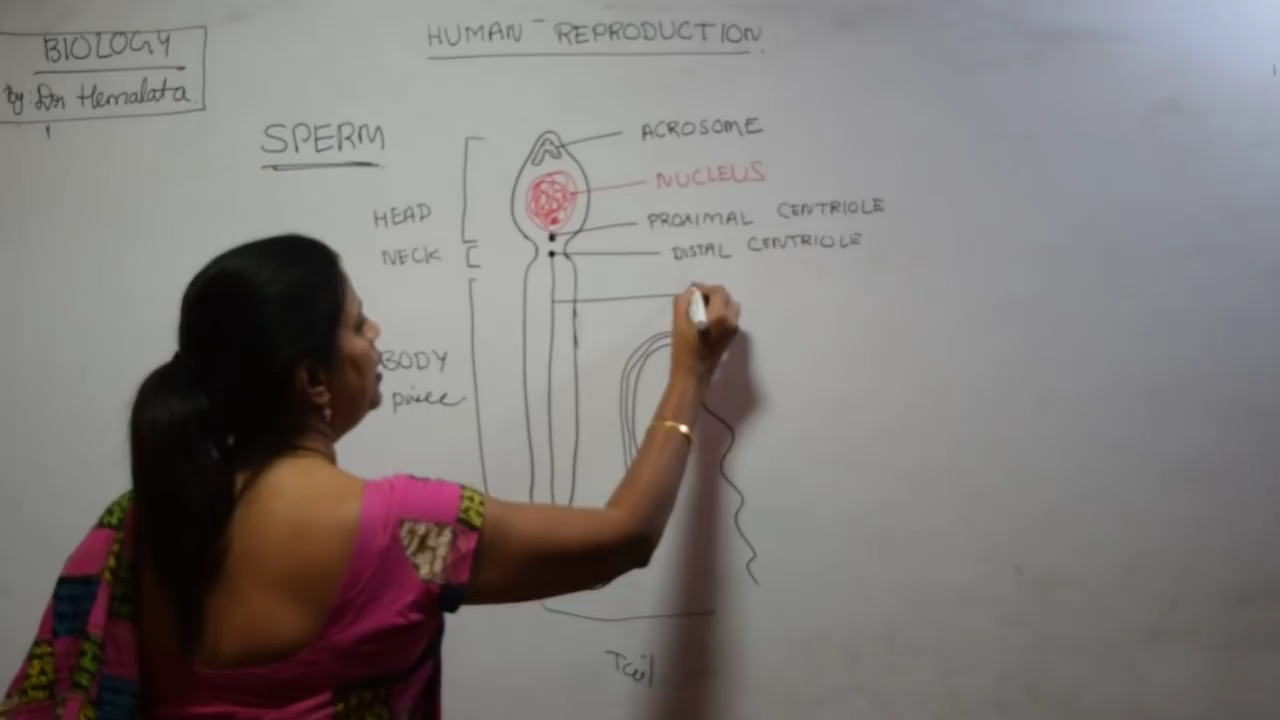 BIOLOGY
By: Dr Hemalata
HUMAN - REPRODUCTION
SPERM
ACROSOME
NUCLEUS
HEAD
PROXIMAL CENTRIOLE
NECK
DISTAL CENTRIOLE
BODY
piece
Tail